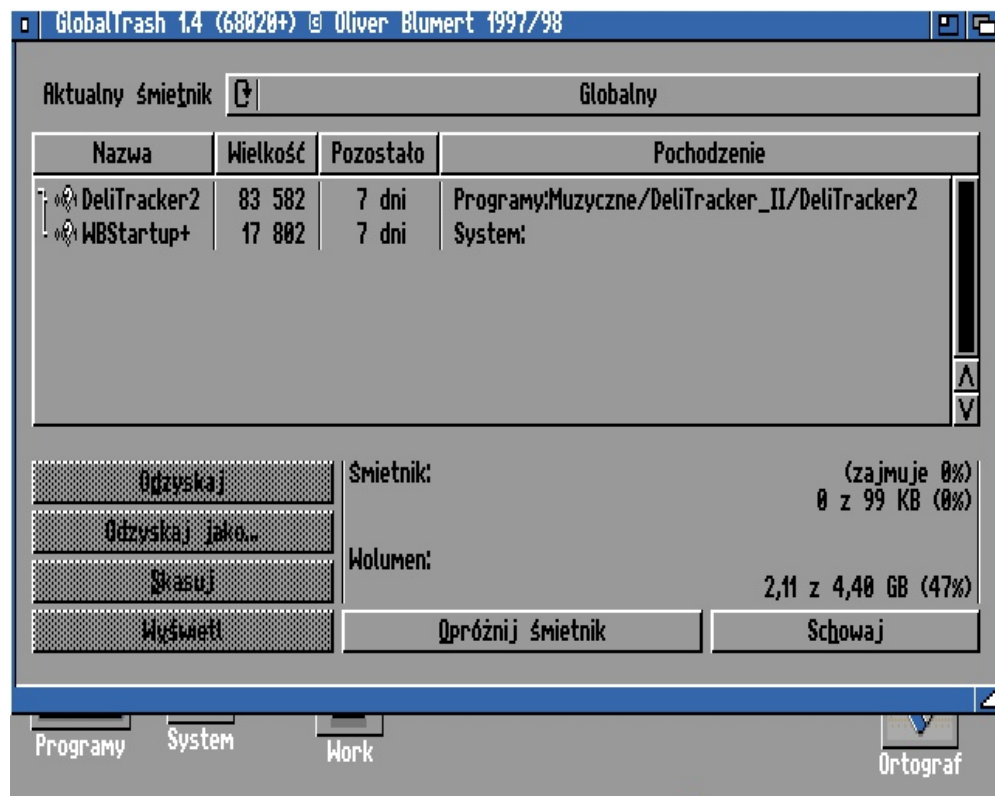 GlobalTrash 1.4 (68020+) © Oliver Blumert 1997/98
Aktualny śmietnik Globalny
Nazwa Wielkość Pozostało Pochodzenie
DeliTracker2 83 582 7 dni Programy:Muzyczne/DeliTracker_II/DeliTracker2
WBStartup+ 17 802 7 dni System:
Odzyskaj
Odzyskaj jako...
Skasuj
Wyświetl
Śmietnik: (zajmuje 0%)
0 z 99 KB (0%)
Wolumen:
2,11 z 4,40 GB (47%)
Opróżnij śmietnik
Schowaj
Programy
System
Work
Ortograf